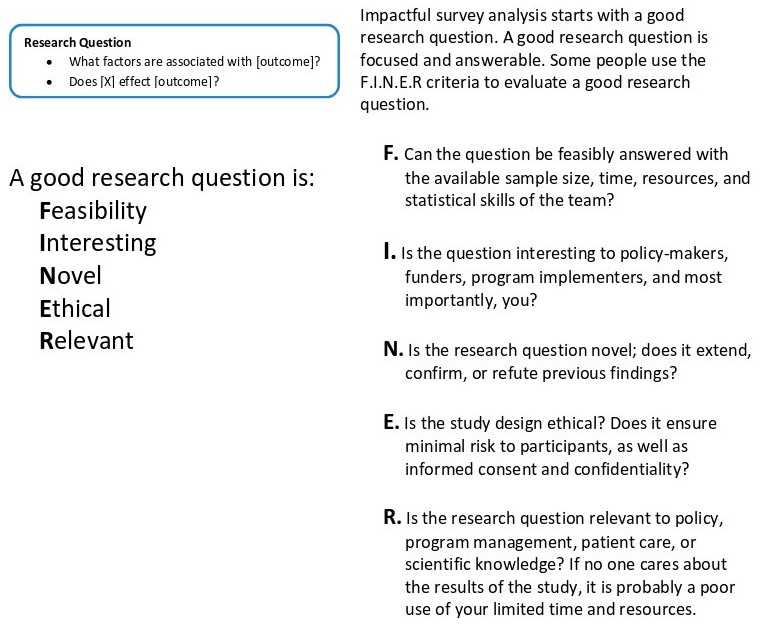 Research Question
• What factors are associated with [outcome]?
• Does [X] effect [outcome]?
A good research question is:
Feasibility
Interesting
Novel
Ethical
Relevant
Impactful survey analysis starts with a good
research question. A good research question is
focused and answerable. Some people use the
F.I.N.E.R criteria to evaluate a good research
question.
F. Can the question be feasibly answered with
the available sample size, time, resources, and
statistical skills of the team?
I. Is the question interesting to policy-makers,
funders, program implementers, and most
importantly, you?
N. Is the research question novel; does it extend,
confirm, or refute previous findings?
E. Is the study design ethical? Does it ensure
minimal risk to participants, as well as
informed consent and confidentiality?
R. Is the research question relevant to policy,
program management, patient care, or
scientific knowledge? If no one cares about
the results of the study, it is probably a poor
use of your limited time and resources.